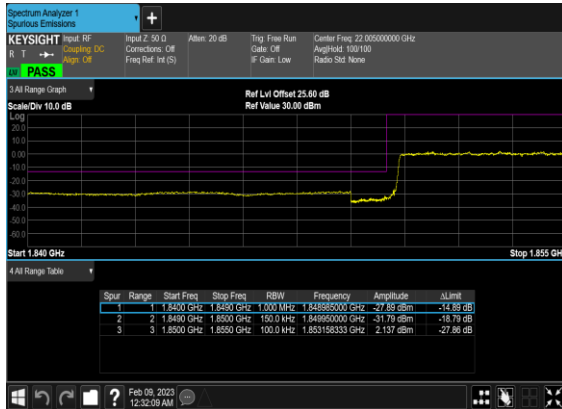 Spectrum Analyzer 1
Spurious Emissions
+
KEYSIGHT Input: RF Input Z: 50 Ω Atten: 20 dB Trig: Free Run Center Freq: 22.005000000 GHz
R T Coupling: DC Corrections: Off Gate: Off Avg|Hold: 100/100
Align: Off Freq Ref: Int (S) IF Gain: Low Radio Std: None
PASS
3 All Range Graph Ref Lvl Offset 25.60 dB
Scale/Div 10.0 dB Ref Value 30.00 dBm
Log
20.0
10.0
0.00
-10.0
-20.0
-30.0
-40.0
-50.0
-60.0
Start 1.840 GHz Stop 1.855 GH
4 All Range Table
Spur Range Start Freq Stop Freq RBW Frequency Amplitude ΔLimit
1 1 1.8400 GHz 1.8490 GHz 1.000 MHz 1.848985000 GHz -27.89 dBm -14.89 dB
2 2 1.8490 GHz 1.8500 GHz 150.0 kHz 1.849950000 GHz -31.79 dBm -18.79 dB
3 3 1.8500 GHz 1.8550 GHz 100.0 kHz 1.853158333 GHz 2.137 dBm -27.86 dB
? Feb 09, 2023
12:32:09 AM